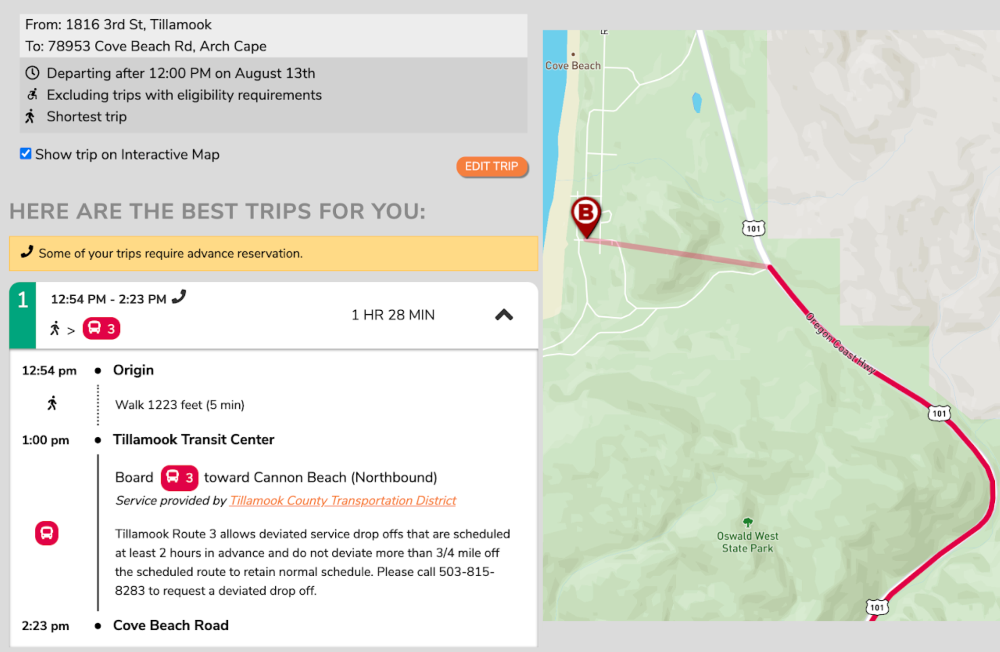 From: 1816 3rd St, Tillamook
To: 78953 Cove Beach Rd, Arch Cape
Departing after 12:00 PM on August 13th
Excluding trips with eligibility requirements
Shortest trip
Show trip on Interactive Map
EDIT TRIP
HERE ARE THE BEST TRIPS FOR YOU:
Some of your trips require advance reservation.
1
12:54 PM - 2:23 PM
> 3
1 HR 28 MIN
12:54 pm
Origin
Walk 1223 feet (5 min)
1:00 pm
Tillamook Transit Center
Board 3 toward Cannon Beach (Northbound)
Service provided by Tillamook County Transportation District
Tillamook Route 3 allows deviated service drop offs that are scheduled
at least 2 hours in advance and do not deviate more than 3/4 mile off
the scheduled route to retain normal schedule. Please call 503-815-
8283 to request a deviated drop off.
2:23 pm
Cove Beach Road
Cove Beach
B
101
Oregon Coast Hwy
101
Oswald West
State Park
101